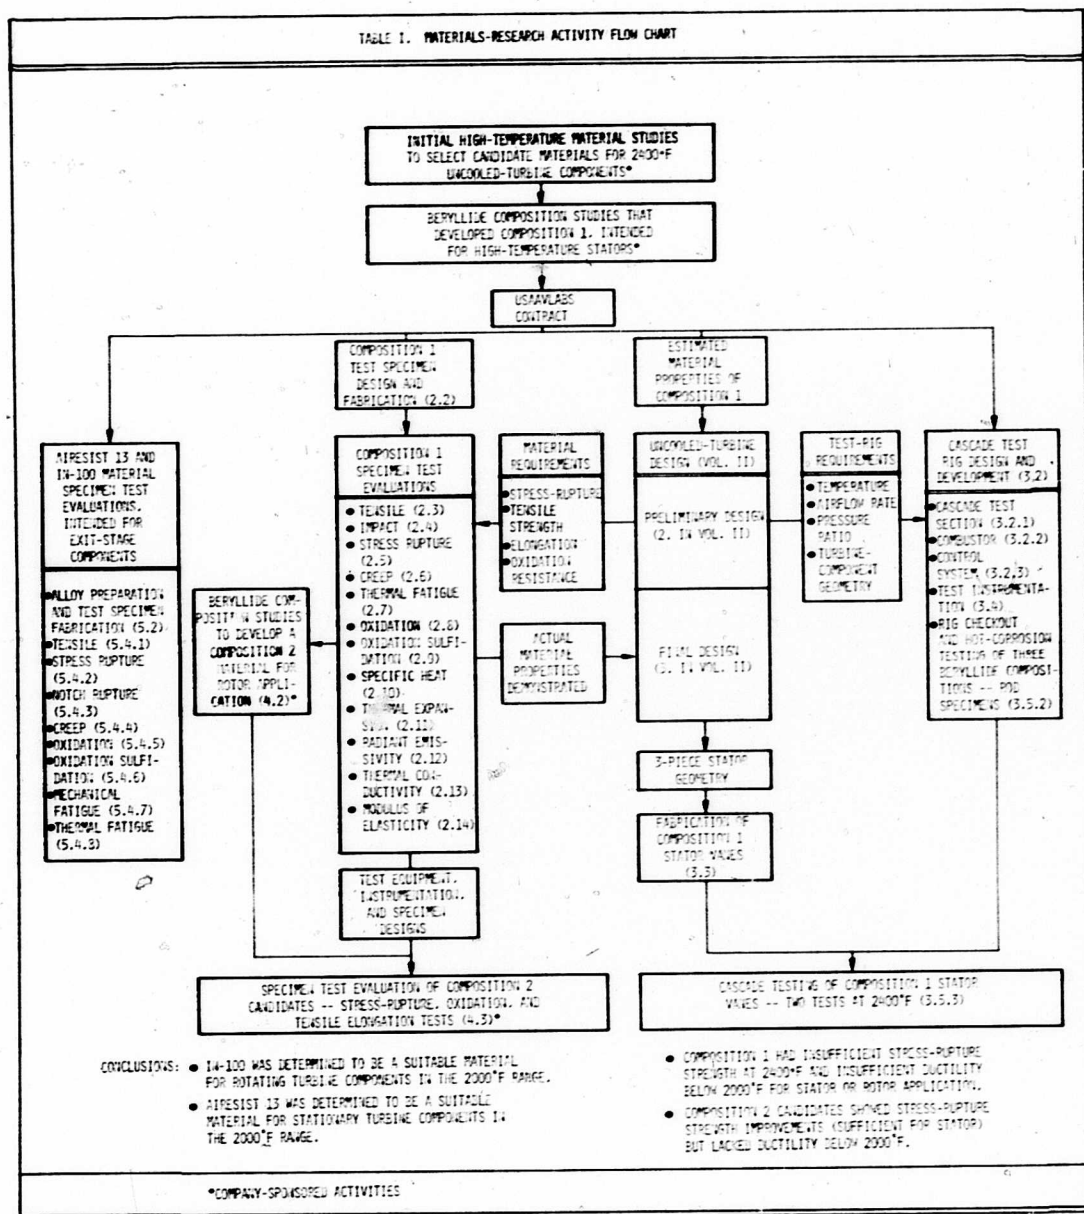 TABLE I. MATERIALS-RESEARCH ACTIVITY FLOW CHART
INITIAL HIGH-TEMPERATURE MATERIAL STUDIES
TO SELECT CANDIDATE MATERIALS FOR 2400°F
UNCOOLED-TURBINE COMPONENTS*
BERYLLIDE COMPOSITION STUDIES THAT
DEVELOPED COMPOSITION 1, INTENDED
FOR HIGH-TEMPERATURE STATORS*
USAAVLABS
CONTRACT
COMPOSITION 1
TEST SPECIMEN
DESIGN AND
FABRICATION (2.2)
ESTIMATED
MATERIAL
PROPERTIES OF
COMPOSITION 1
AIRESIST 13 AND
IN-100 MATERIAL
SPECIMEN TEST
EVALUATIONS,
INTENDED FOR
EXIT-STAGE
COMPONENTS
●ALLOY PREPARATION
AND TEST SPECIMEN
FABRICATION (5.2)
●TENSILE (5.4.1)
●STRESS RUPTURE
(5.4.2)
●NOTCH RUPTURE
(5.4.3)
●CREEP (5.4.4)
●OXIDATION (5.4.5)
●OXIDATION SULFI-
DATION (5.4.6)
●MECHANICAL
FATIGUE (5.4.7)
●THERMAL FATIGUE
(5.4.3)
BERYLLIDE COM-
POSIT N STUDIES
TO DEVELOP A
COMPOSITION 2
MATERIAL FOR
ROTOR APPLI-
CATION (4.2)*
COMPOSITION 1
SPECIMEN TEST
EVALUATIONS
● TENSILE (2.3)
● IMPACT (2.4)
● STRESS RUPTURE
(2.5)
● CREEP (2.6)
● THERMAL FATIGUE
(2.7)
● OXIDATION (2.8)
● OXIDATION SULFI-
DATION (2.9)
● SPECIFIC HEAT
(2.10)
● THERMAL EXPAN-
(2.11)
● RADIANT EMIS-
SIVITY (2.12)
● THERMAL CON-
DUCTIVITY (2.13)
● MODULUS OF
ELASTICITY (2.14)
MATERIAL
REQUIREMENTS
●STRESS-RUPTURE
●TENSILE
STRENGTH
●ELONGATION
●OXIDATION
RESISTANCE
ACTUAL
MATERIAL
PROPERTIES
DEMONSTRATED
UNCOOLED-TURBINE
DESIGN (VOL. II)
PRELIMINARY DESIGN
(2. IN VOL. II)
FINAL DESIGN
(3. IN VOL. II)
TEST-RIG
REQUIREMENTS
●TEMPERATURE
●AIRFLOW RATE
●PRESSURE
RATIO
●TURBINE-
COMPONENT
GEOMETRY
CASCADE TEST
RIG DESIGN AND
DEVELOPMENT (3.2)
●CASCADE TEST
SECTION (3.2.1)
●COMBUSTOR (3.2.2)
●CONTROL
SYSTEM (3.2.3)
●TEST INSTRUMENTA-
TION (3.4)
●RIG CHECKOUT
AND HOT-CORROSION
TESTING OF THREE
BERYLLIDE COMPOSI-
TIONS -- ROD
SPECIMENS (3.5.2)
3-PIECE STATOR
GEOMETRY
FABRICATION OF
COMPOSITION 1
STATOR VANES
(3.3)
TEST EQUIPMENT,
INSTRUMENTATION,
AND SPECIMEN
DESIGNS
SPECIMEN TEST EVALUATION OF COMPOSITION 2
CANDIDATES -- STRESS-RUPTURE, OXIDATION, AND
TENSILE ELONGATION TESTS (4.3)*
CASCADE TESTING OF COMPOSITION 1 STATOR
VANES -- TWO TESTS AT 2400°F (3.5.3)
CONCLUSIONS: ● IN-100 WAS DETERMINED TO BE A SUITABLE MATERIAL
FOR ROTATING TURBINE COMPONENTS IN THE 2000°F RANGE.
● AIRESIST 13 WAS DETERMINED TO BE A SUITABLE
MATERIAL FOR STATIONARY TURBINE COMPONENTS IN
THE 2000°F RANGE.
● COMPOSITION 1 HAD INSUFFICIENT STRESS-RUPTURE
STRENGTH AT 2400°F AND INSUFFICIENT DUCTILITY
BELOW 2000°F FOR STATOR OR ROTOR APPLICATION.
● COMPOSITION 2 CANDIDATES SHOWED STRESS-RUPTURE
STRENGTH IMPROVEMENTS (SUFFICIENT FOR STATOR)
BUT LACKED DUCTILITY BELOW 2000°F.
*COMPANY-SPONSORED ACTIVITIES